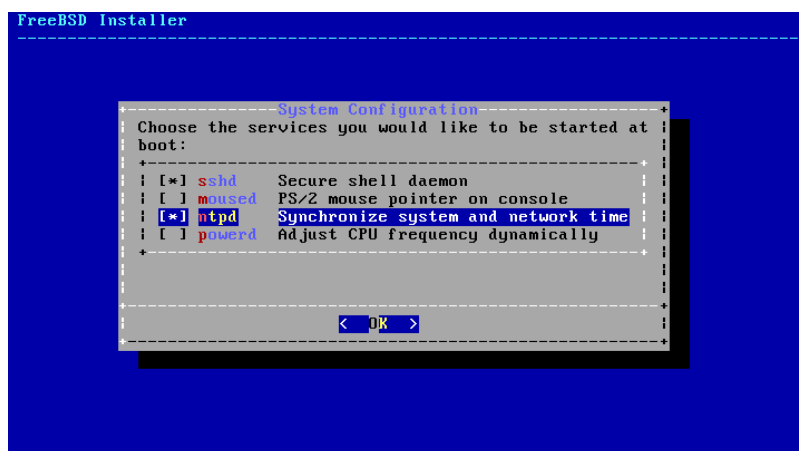 FreeBSD Installer
System Configuration
Choose the services you would like to be started at
boot:
[*] sshd Secure shell daemon
[ ] moused PS/2 mouse pointer on console
[*] ntpd Synchronize system and network time
[ ] powerd Adjust CPU frequency dynamically
< OK >